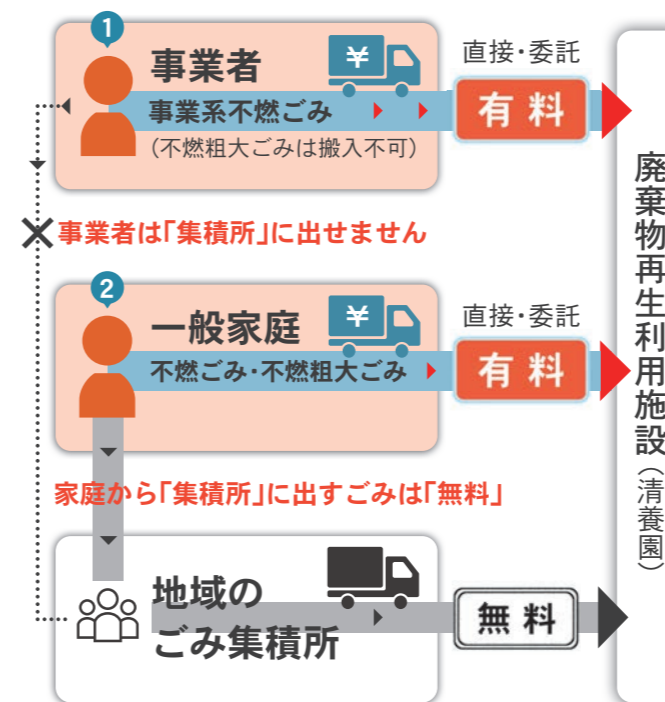 1
事業者
¥
事業系不燃ごみ
(不燃粗大ごみは搬入不可)
直接・委託
有料
事業者は「集積所」に出せません
2
一般家庭
¥
不燃ごみ・不燃粗大ごみ
直接・委託
有料
家庭から「集積所」に出すごみは「無料」
地域の
ごみ集積所
無料
廃棄物再生利用施設(清養園)